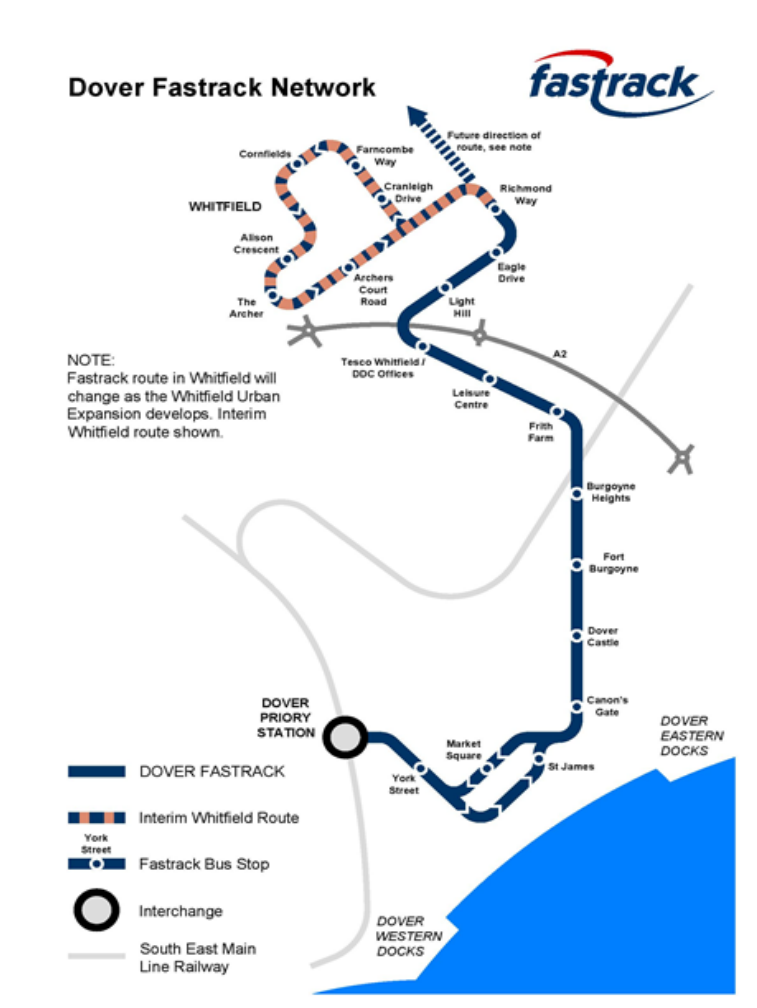 Dover Fastrack Network
fastrack
Future direction of
route, see note
Cornfields
Farncombe
Way
Cranleigh
Drive
Richmond
Way
WHITFIELD
Alison
Crescent
Eagle
Drive
Archers
Court
Road
The
Archer
Light
Hill
NOTE:
Fastrack route in Whitfield will
change as the Whitfield Urban
Expansion develops. Interim
Whitfield route shown.
Tesco Whitfield /
DDC Offices
A2
Leisure
Centre
Frith
Farm
Burgoyne
Heights
Fort
Burgoyne
Dover
Castle
Canon's
Gate
DOVER
PRIORY
STATION
DOVER
EASTERN
DOCKS
Market
Square
St James
York
Street
DOVER FASTRACK
Interim Whitfield Route
York
Street
Fastrack Bus Stop
Interchange
South East Main
Line Railway
DOVER
WESTERN
DOCKS